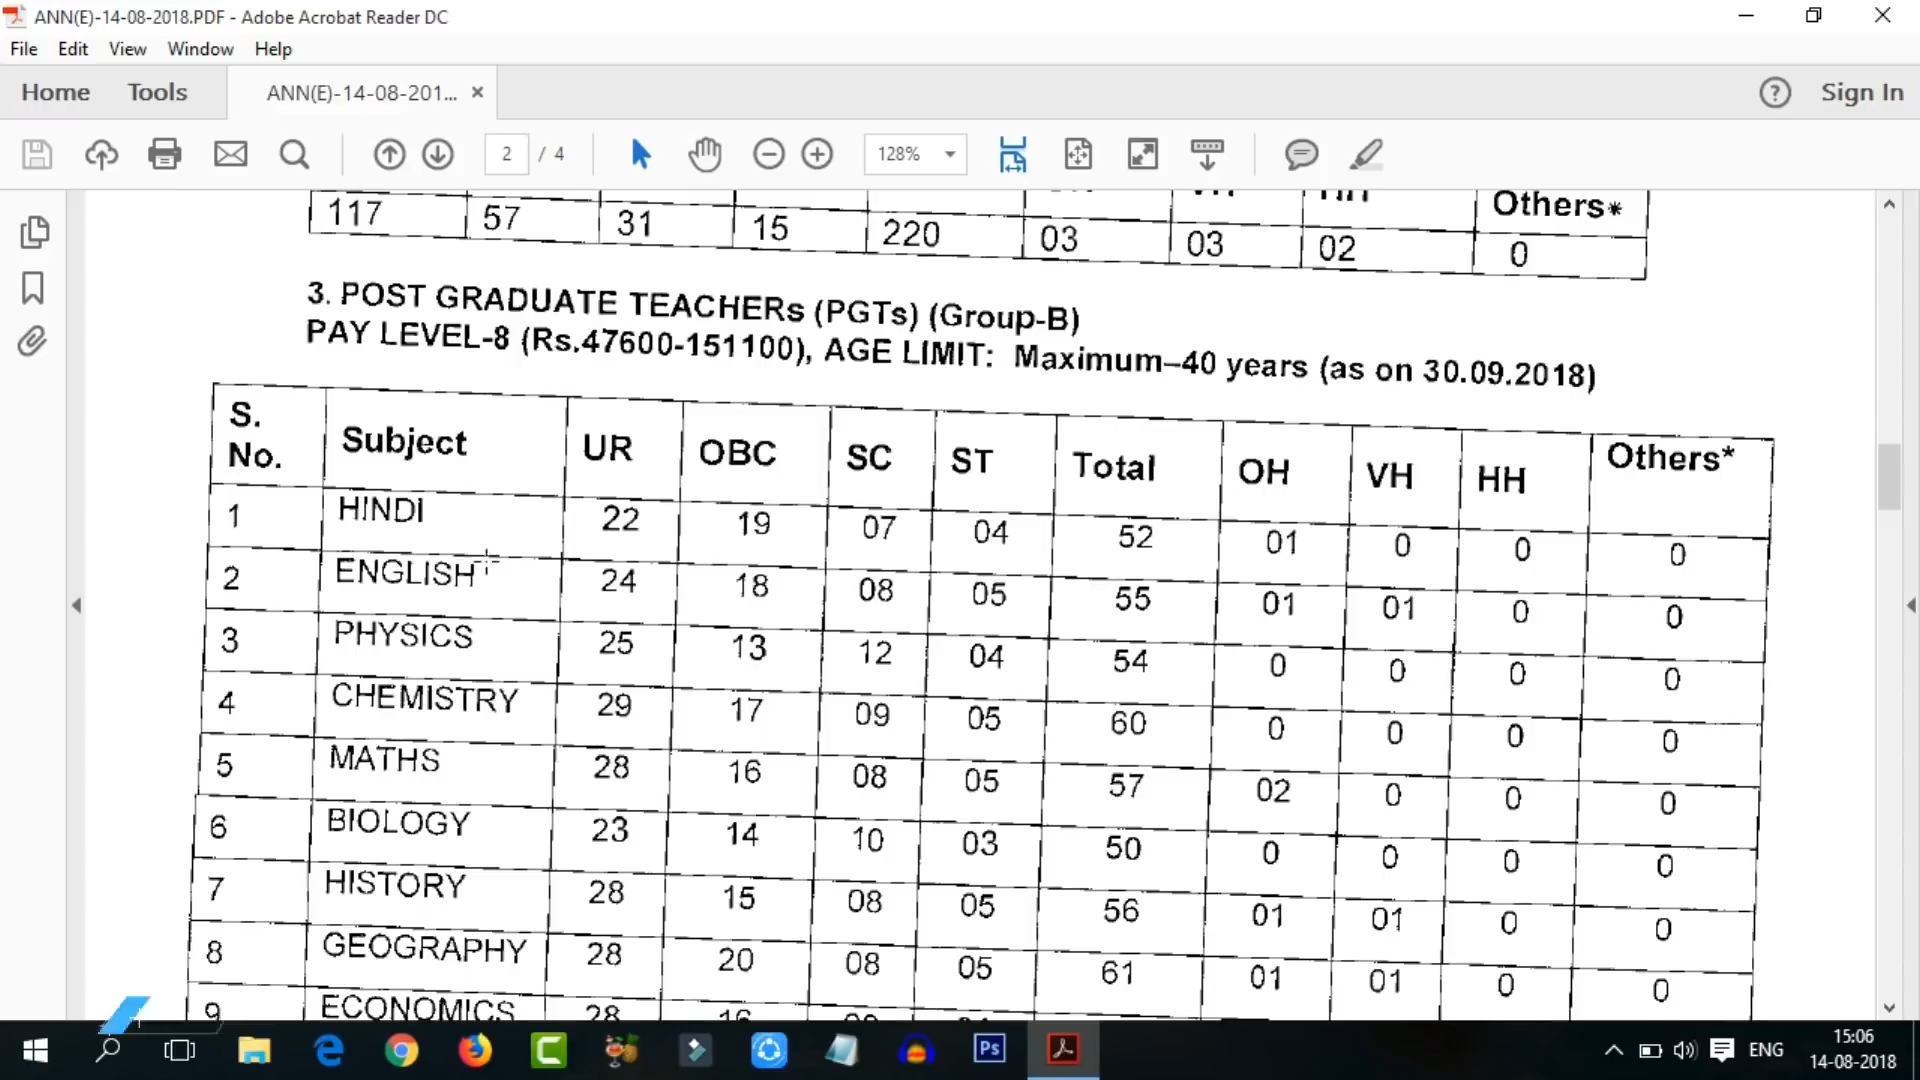 ANN(E)-14-08-2018.PDF - Adobe Acrobat Reader DC
File Edit View Window Help
Home Tools ANN(E)-14-08-201... × ? Sign In
2 / 4 128%
Others*
117 57 31 15 220 03 03 02 0
3. POST GRADUATE TEACHERs (PGTs) (Group-B)
PAY LEVEL-8 (Rs.47600-151100), AGE LIMIT: Maximum–40 years (as on 30.09.2018)
S. No. Subject UR OBC SC ST Total OH VH HH Others*
1 HINDI 22 19 07 04 52 01 0 0 0
2 ENGLISH 24 18 08 05 55 01 01 0 0
3 PHYSICS 25 13 12 04 54 0 0 0 0
4 CHEMISTRY 29 17 09 05 60 0 0 0 0
5 MATHS 28 16 08 05 57 02 0 0 0
6 BIOLOGY 23 14 10 03 50 0 0 0 0
7 HISTORY 28 15 08 05 56 01 01 0 0
8 GEOGRAPHY 28 20 08 05 61 01 01 0 0
9 ECONOMICS 28 16
Ps ENG 15:06
14-08-2018